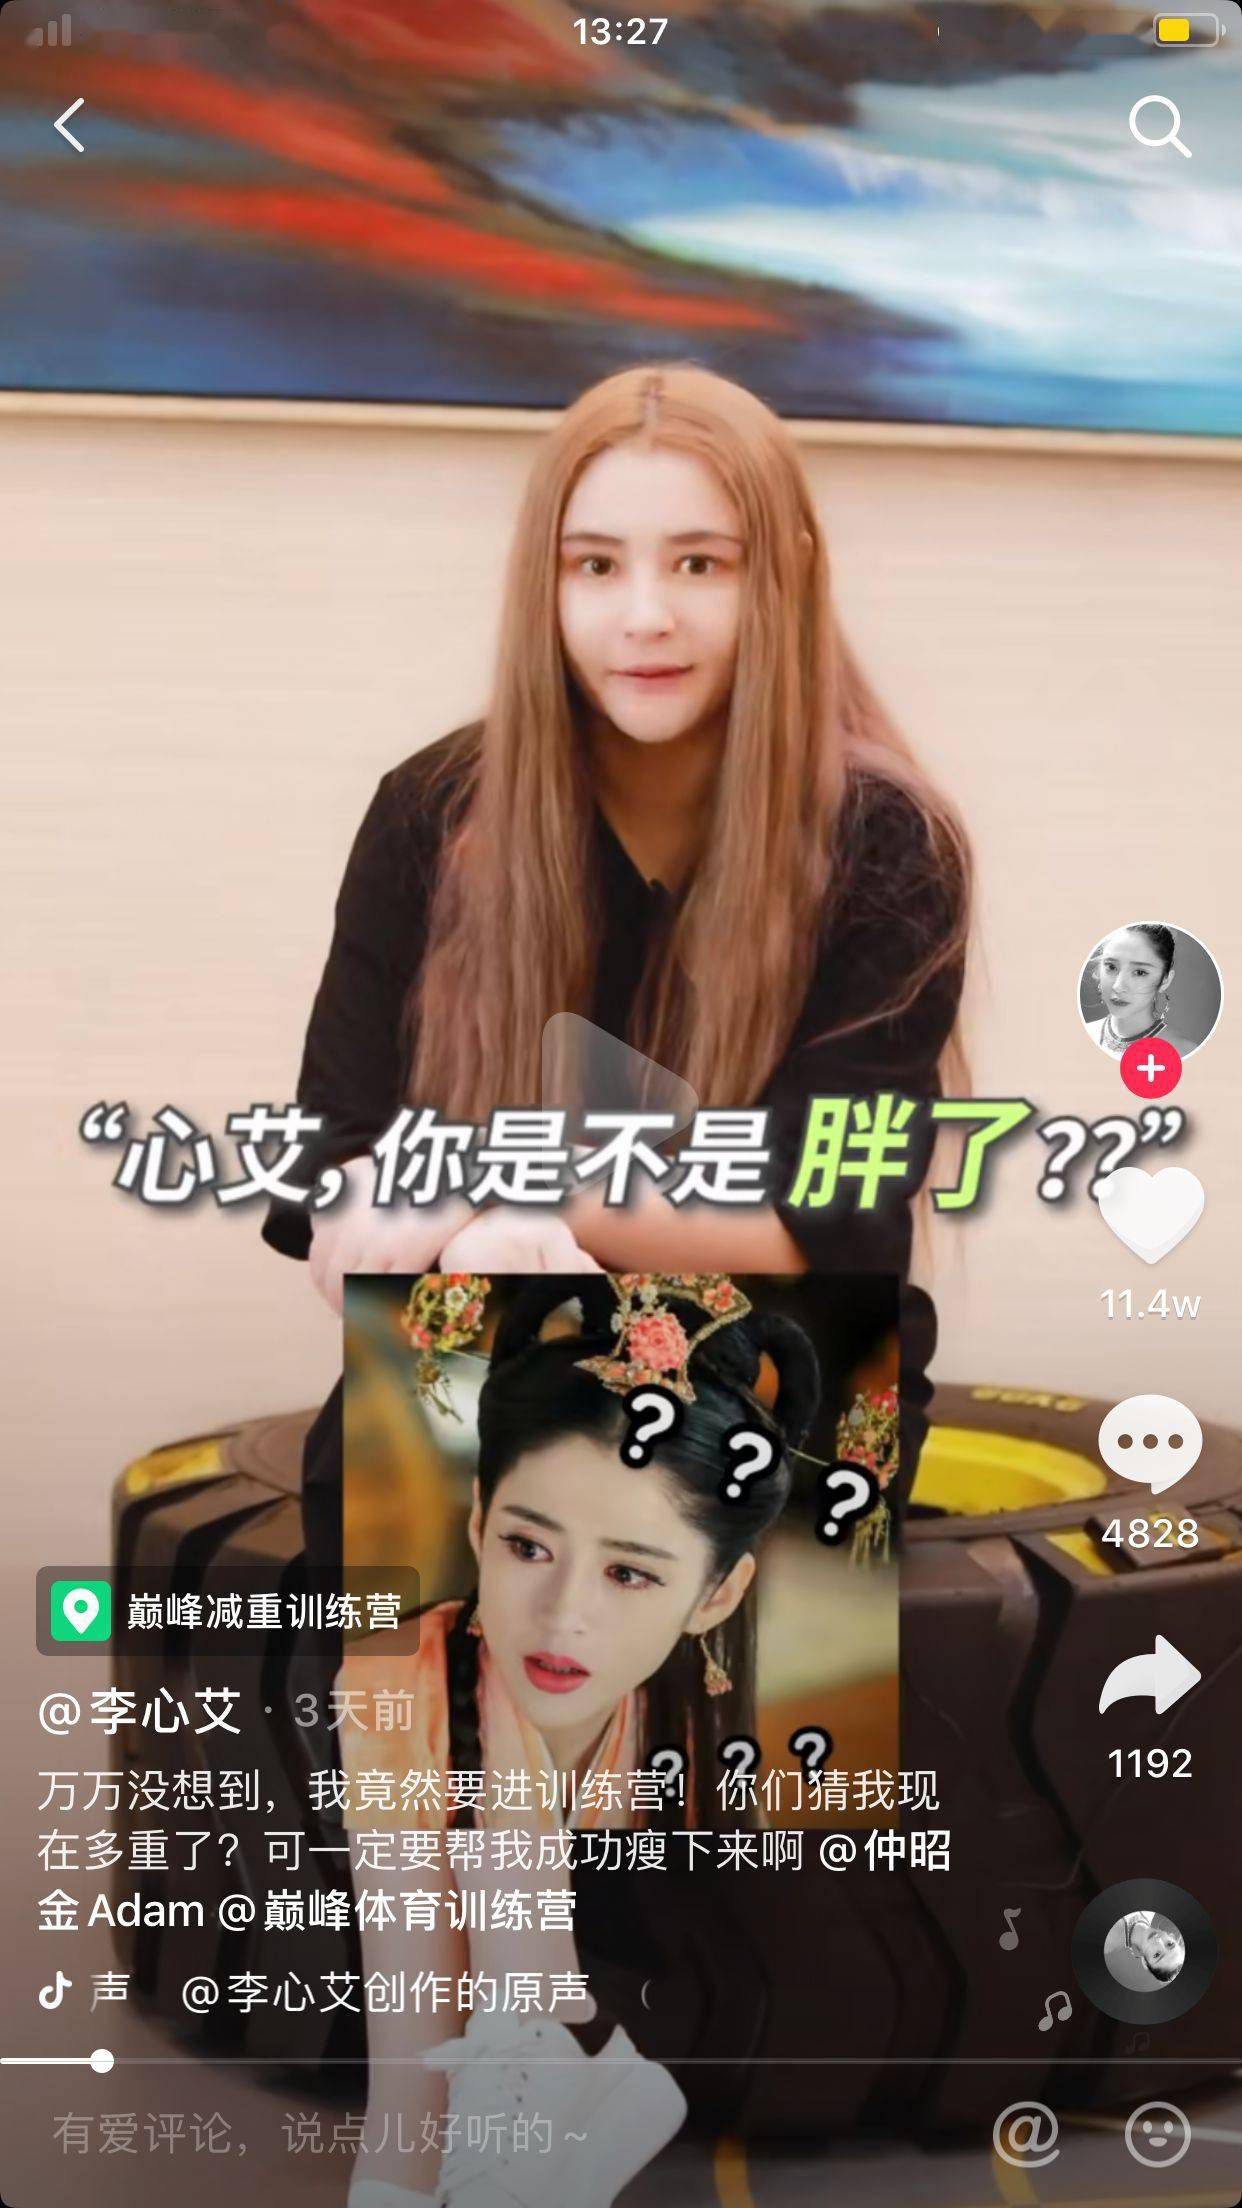 13:27
“心艾，你是不是胖了??”
11.4w
? ? ?
4828
巅峰减重训练营
@李心艾 · 3天前
? ? ?
1192
万万没想到，我竟然要进训练营！你们猜我现
在多重了？可一定要帮我成功瘦下来啊 @仲昭
金Adam @巅峰体育训练营
声 @李心艾创作的原声 （
有爱评论，说点儿好听的～